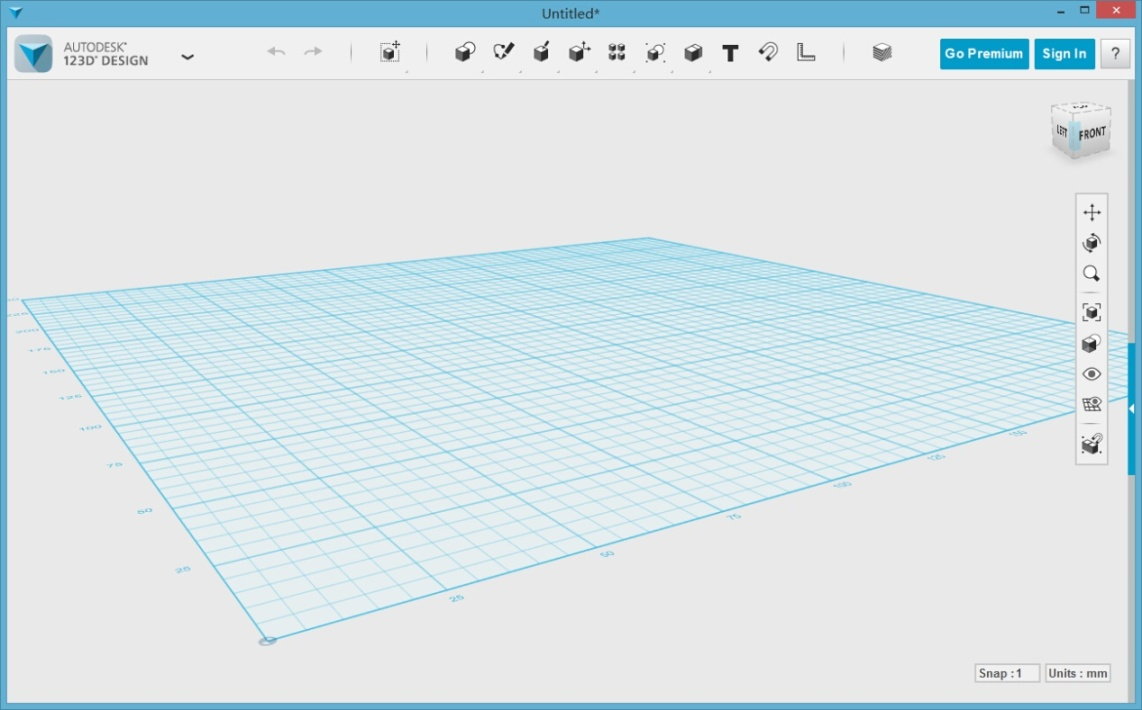 Untitled*
AUTODESK®
123D® DESIGN
T
Go Premium
Sign In
?
LEFT
FRONT
200
175
150
125
100
75
50
25
25
50
75
100
125
150
Snap : 1
Units : mm